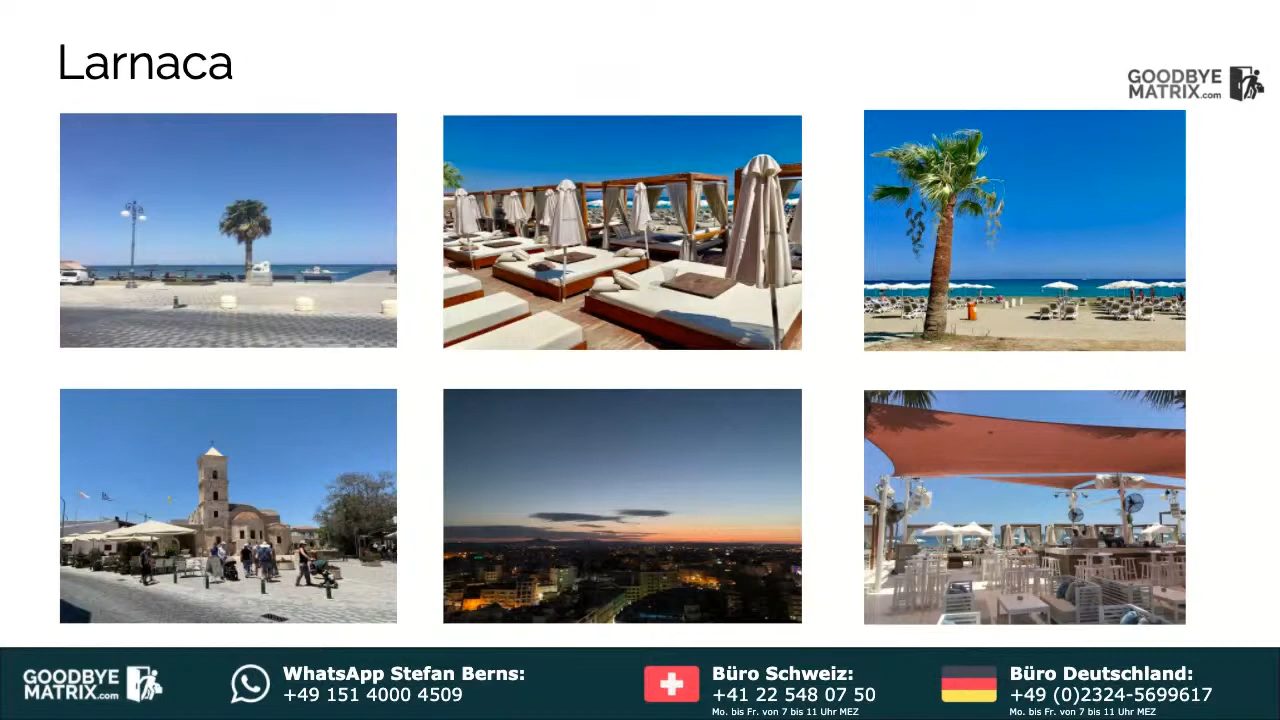 Larnaca
GOODBYE
MATRIX.com
GOODBYE
MATRIX.com
WhatsApp Stefan Berns:
+49 151 4000 4509
Büro Schweiz:
+41 22 548 07 50
Mo. bis Fr. von 7 bis 11 Uhr MEZ
Büro Deutschland:
+49 (0)2324-5699617
Mo. bis Fr. von 7 bis 11 Uhr MEZ